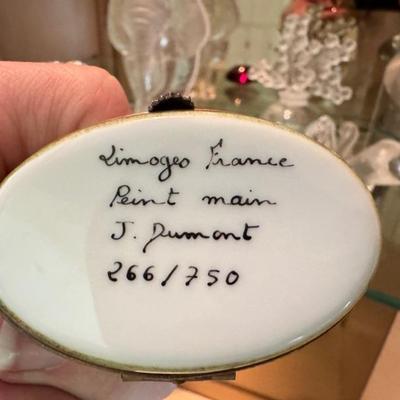 Limoges France
Peint main
J. Dumont
266/750